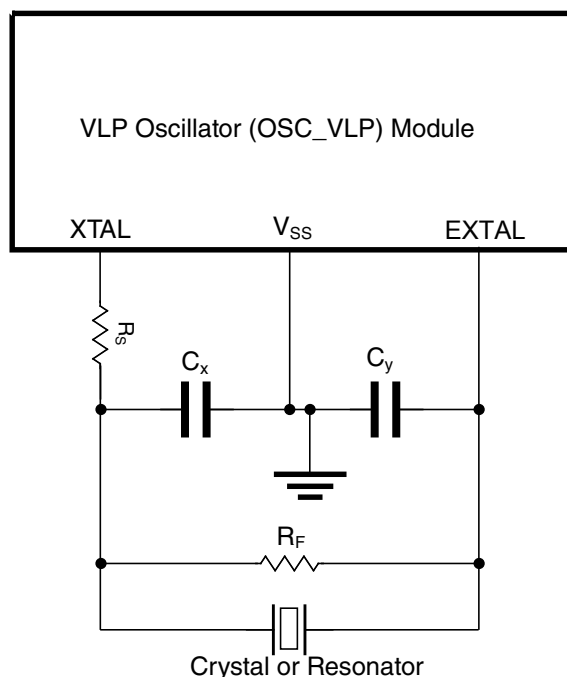 VLP Oscillator (OSC_VLP) Module
XTAL
VSS
EXTAL
RS
Cx
Cy
RF
Crystal or Resonator